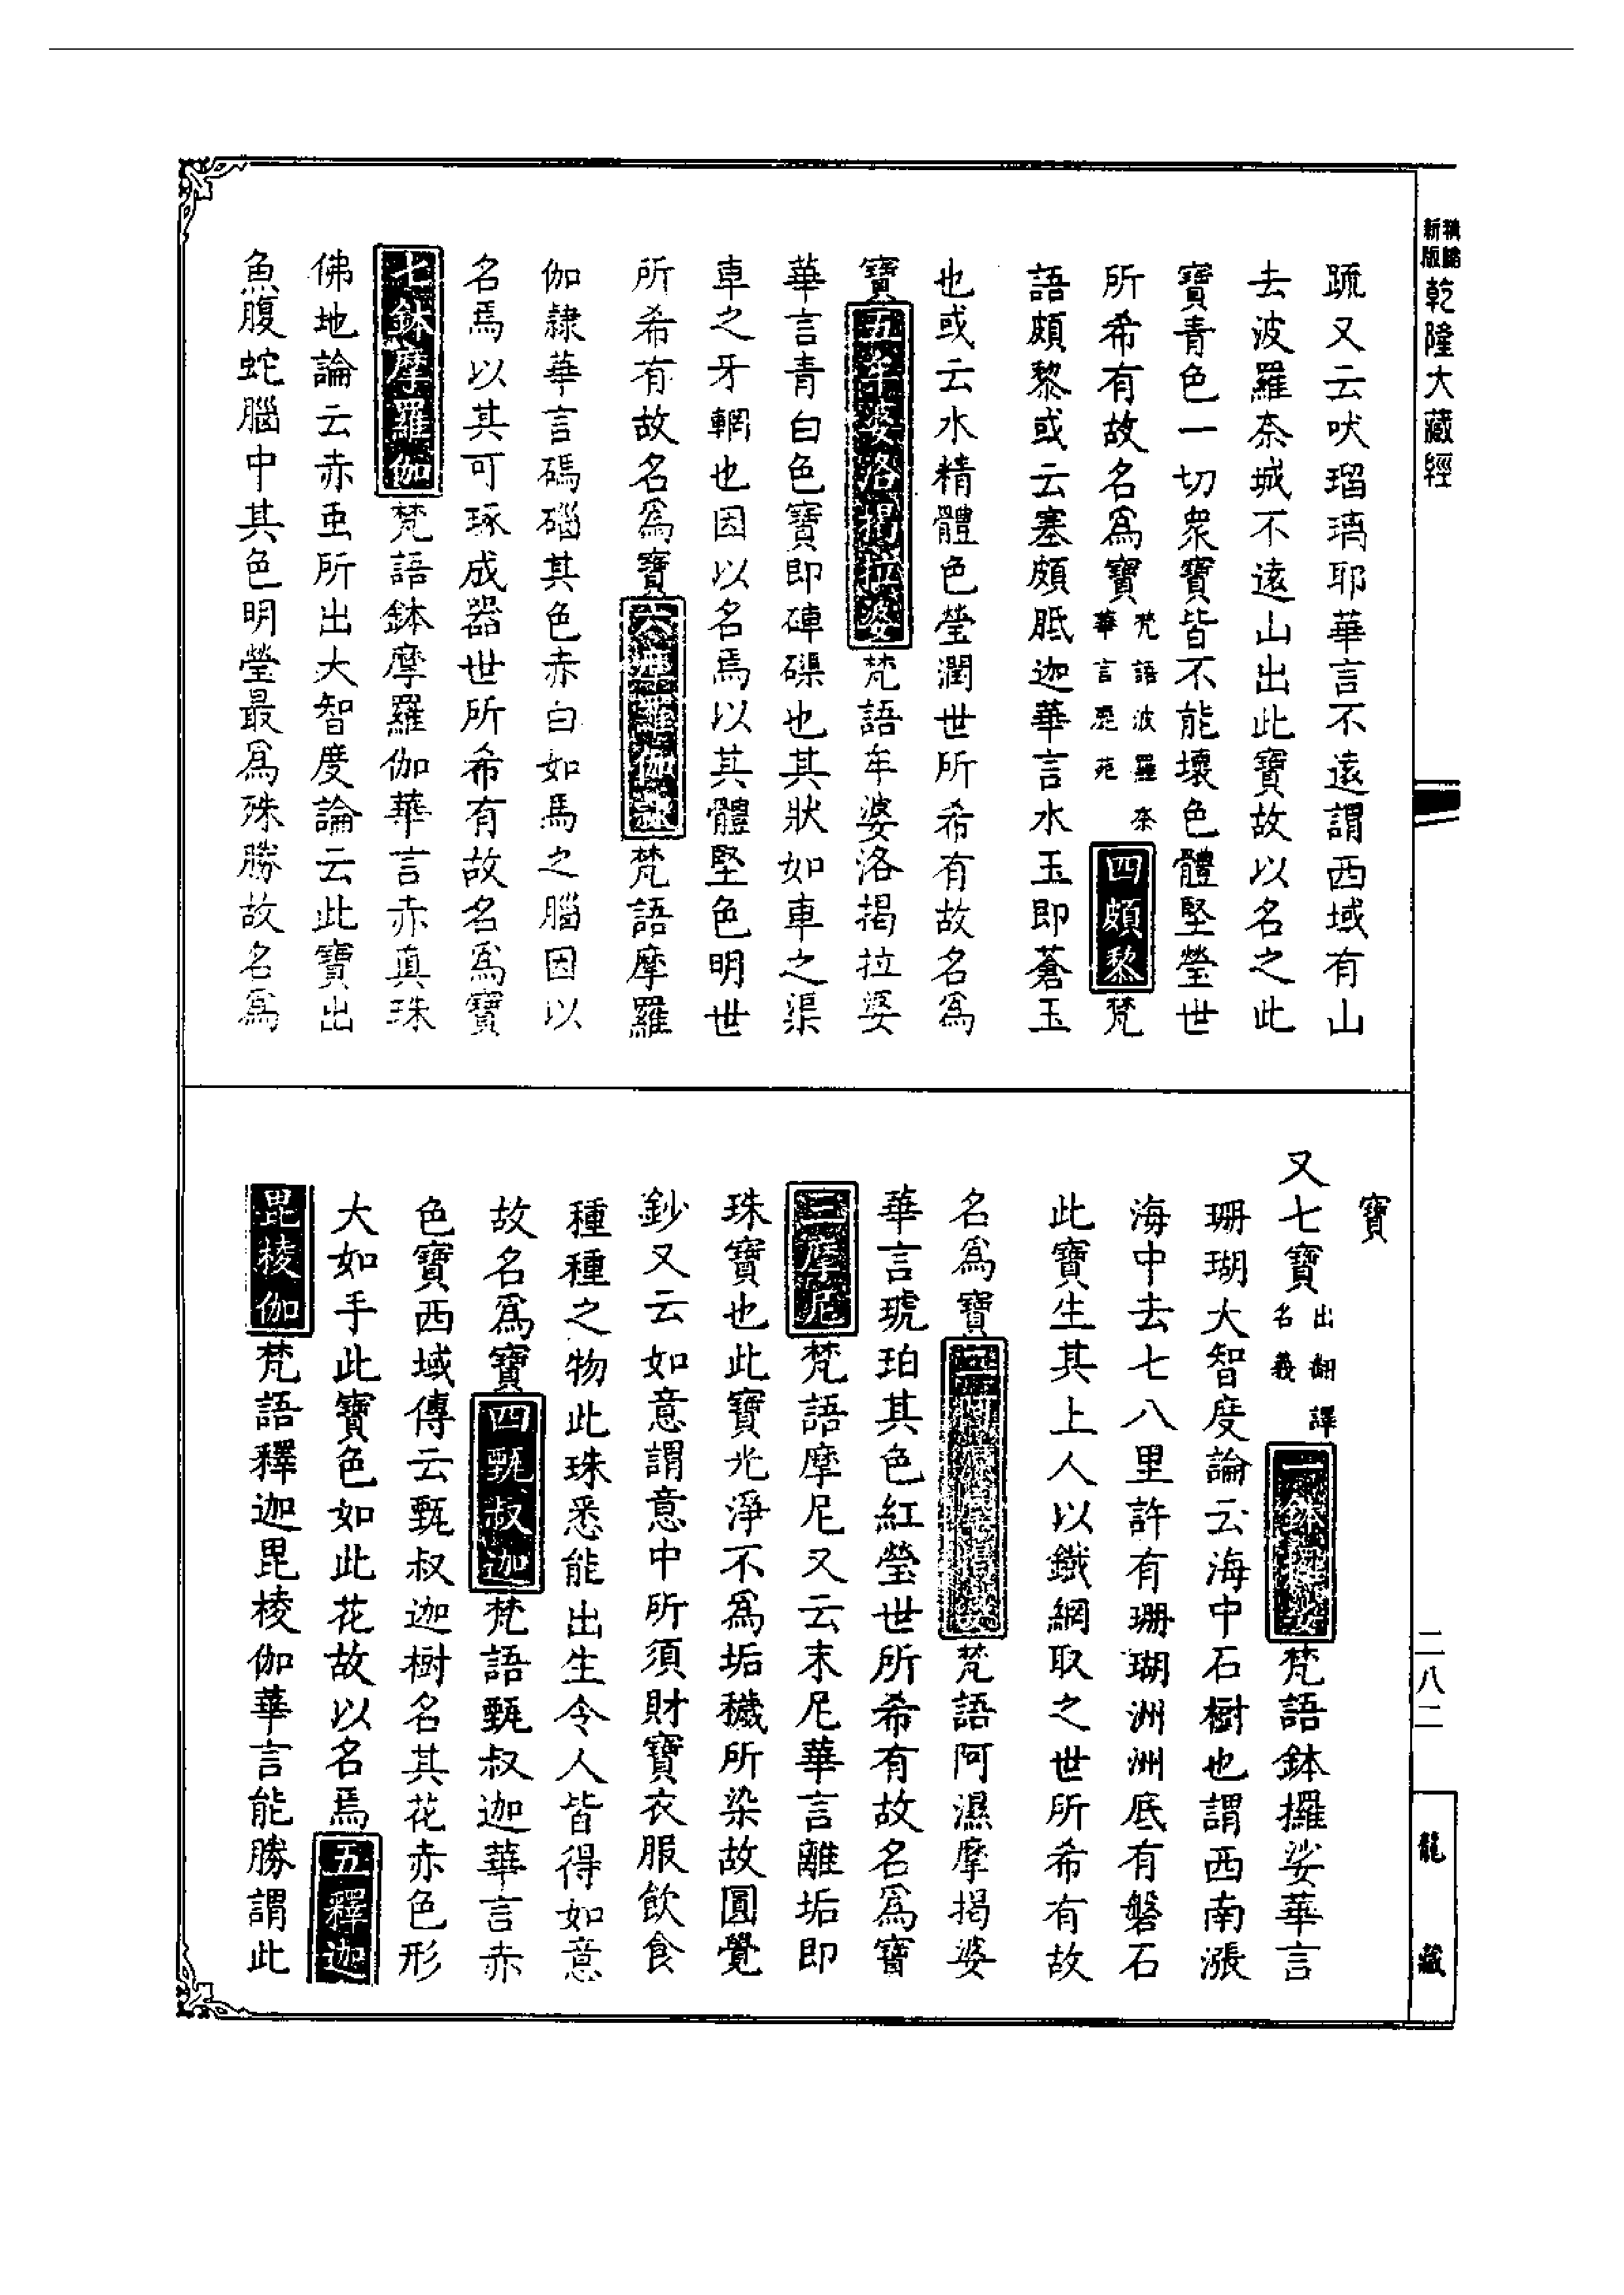 新版
乾隆大藏經
疏又云吠瑠璃耶華言不遠謂西域有山
去波羅奈城不遠山出此寶故以名之此
寶青色一切衆寶皆不能壞色體堅瑩世
所希有故名爲寶梵語波羅奈華言鹿苑四頗黎梵
語頗黎或云塞頗胝迦華言水玉即蒼玉
也或云水精體色瑩潤世所希有故名爲
寶五牟婆洛揭拉婆梵語牟婆洛揭拉婆
華言青白色寶即硨磲也其狀如車之渠
車之牙輞也因以名焉以其體堅色明世
所希有故名爲寶六摩羅伽隸梵語摩羅
伽隸華言碼碯其色赤白如馬之腦因以
名焉以其可琢成器世所希有故名爲寶
七鉢摩羅伽梵語鉢摩羅伽華言赤真珠
佛地論云赤䖝所出大智度論云此寶出
魚腹蛇腦中其色明瑩最爲殊勝故名爲
寶
又七寶出翻譯名義一鉢攞娑梵語鉢攞娑華言
珊瑚大智度論云海中石樹也謂西南漲
海中去七八里許有珊瑚洲洲底有磐石
此寶生其上人以鐵網取之世所希有故
名爲寶二阿濕摩揭婆梵語阿濕摩揭婆
華言琥珀其色紅瑩世所希有故名爲寶
三摩尼梵語摩尼又云末尼華言離垢即
珠寶也此寶光淨不爲垢穢所染故圓覺
鈔又云如意謂意中所須財寶衣服飲食
種種之物此珠悉能出生令人皆得如意
故名爲寶四甄叔迦梵語甄叔迦華言赤
色寶西域傳云甄叔迦樹名其花赤色形
大如手此寶色如此花故以名焉五釋迦
毘棱伽梵語釋迦毘棱伽華言能勝謂此
二八二
龍藏